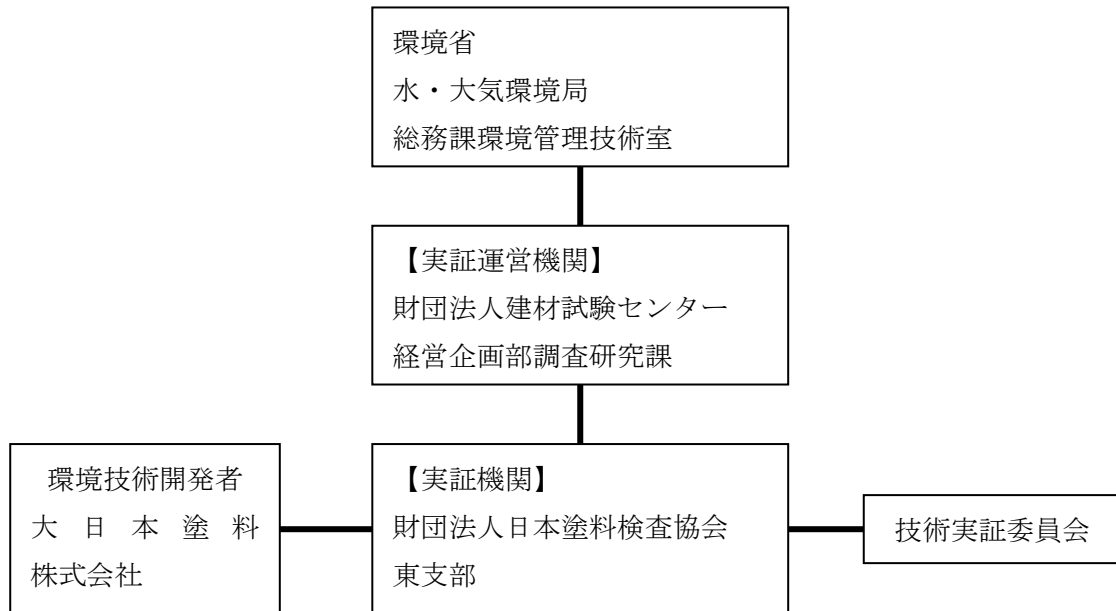 環境省
水・大気環境局
総務課環境管理技術室
【実証運営機関】
財団法人建材試験センター
経営企画部調査研究課
環境技術開発者
大日本塗料
株式会社
【実証機関】
財団法人日本塗料検査協会
東支部
技術実証委員会